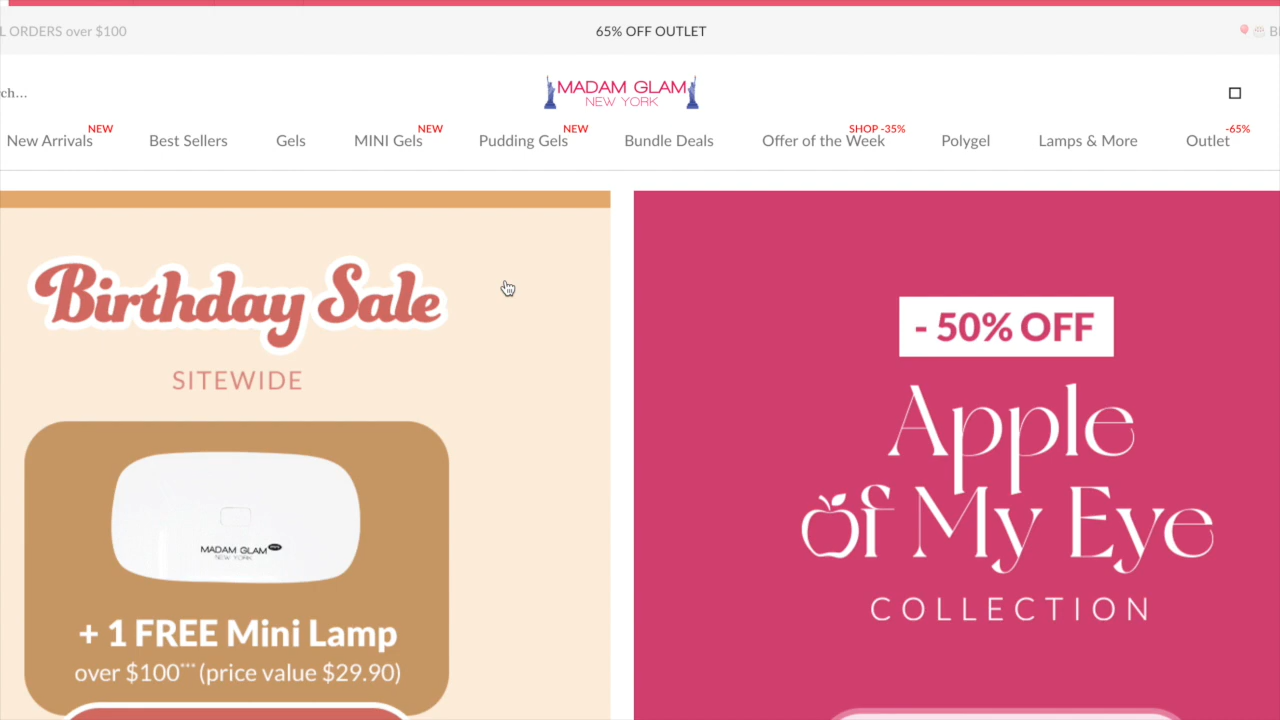 L ORDERS over $100
65% OFF OUTLET
ch...
MADAM GLAM
NEW YORK
New Arrivals NEW
Best Sellers
Gels
MINI Gels NEW
Pudding Gels NEW
Bundle Deals
Offer of the Week SHOP -35%
Polygel
Lamps & More
Outlet -65%
Birthday Sale
SITEWIDE
MADAM GLAM
NEW YORK
+ 1 FREE Mini Lamp
over $100*** (price value $29.90)
- 50% OFF
Apple
of My Eye
COLLECTION